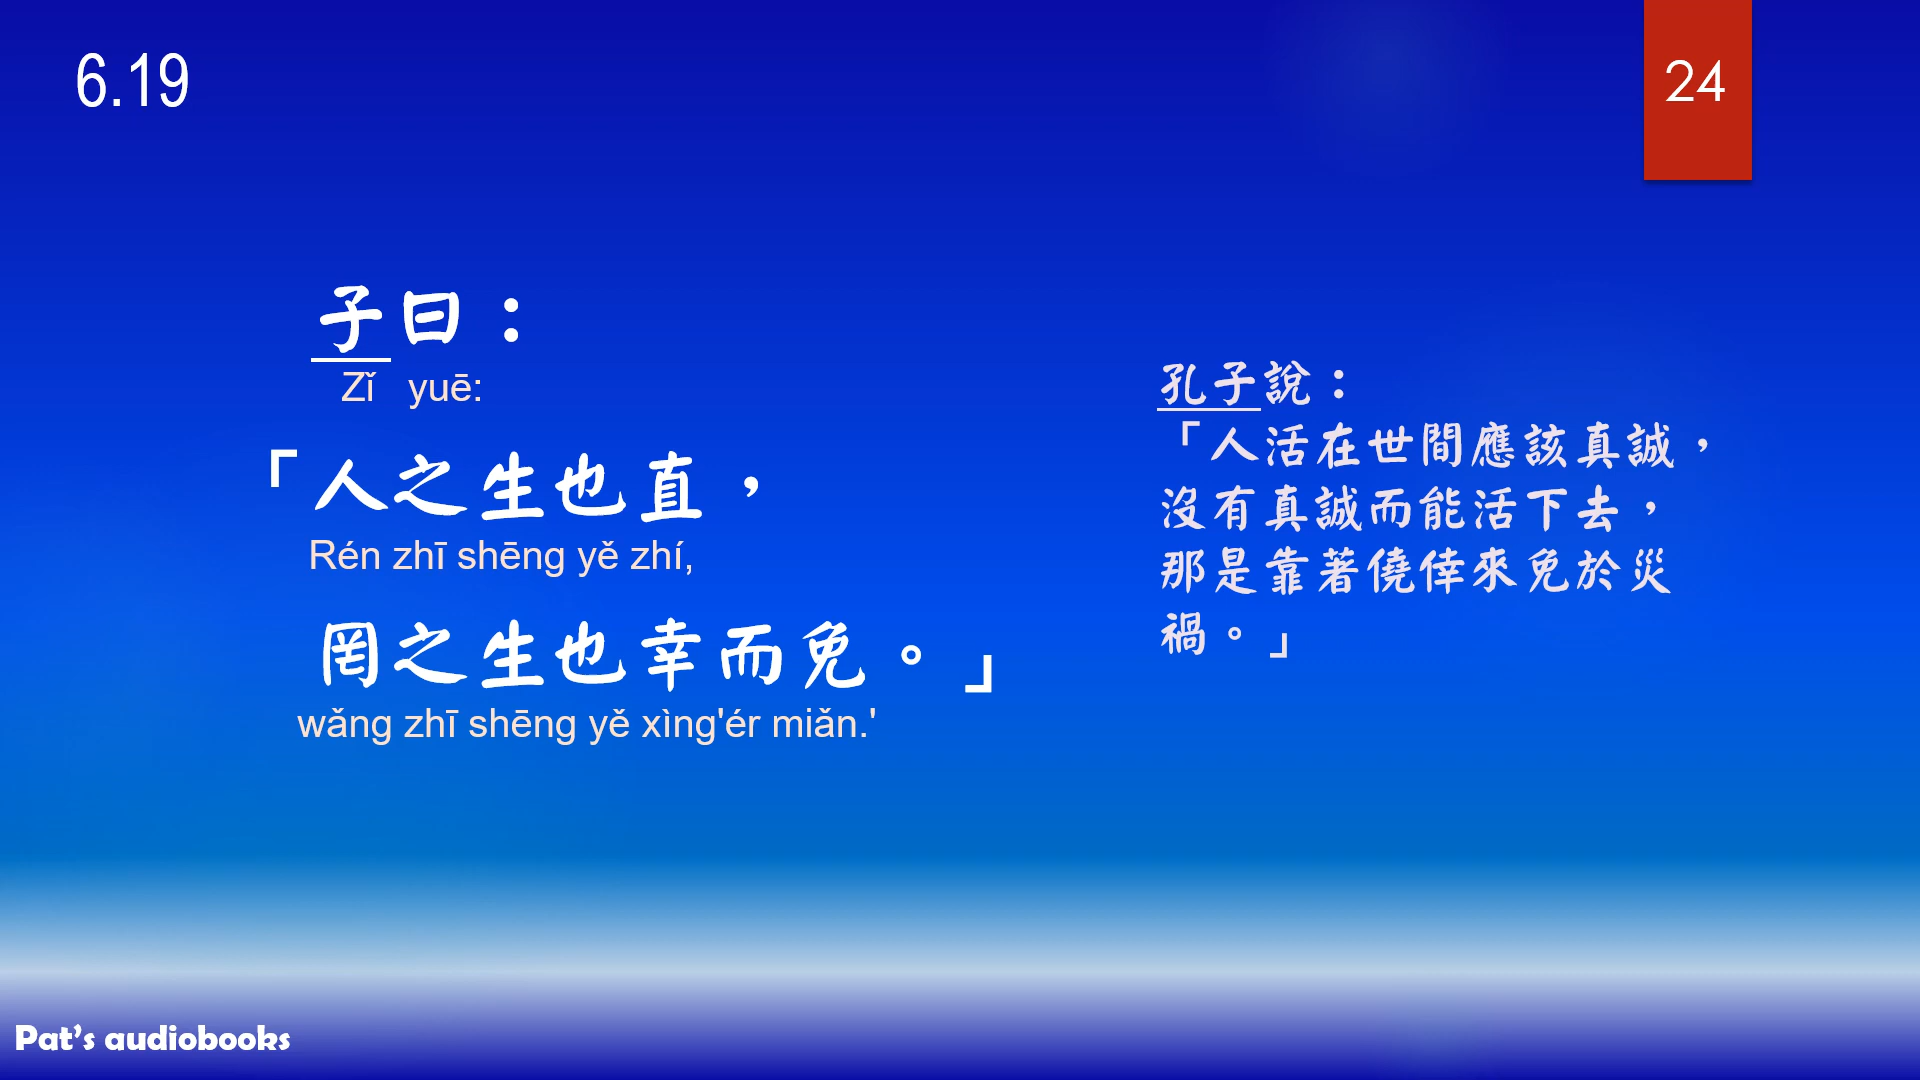 6.19
24
子曰：
Zǐ yuē:
「人之生也直，
Rén zhī shēng yě zhí,
罔之生也幸而免。」
wǎng zhī shēng yě xìng'ér miǎn.'
孔子說：
「人活在世間應該真誠，
沒有真誠而能活下去，
那是靠著僥倖來免於災
禍。」
Pat's audiobooks